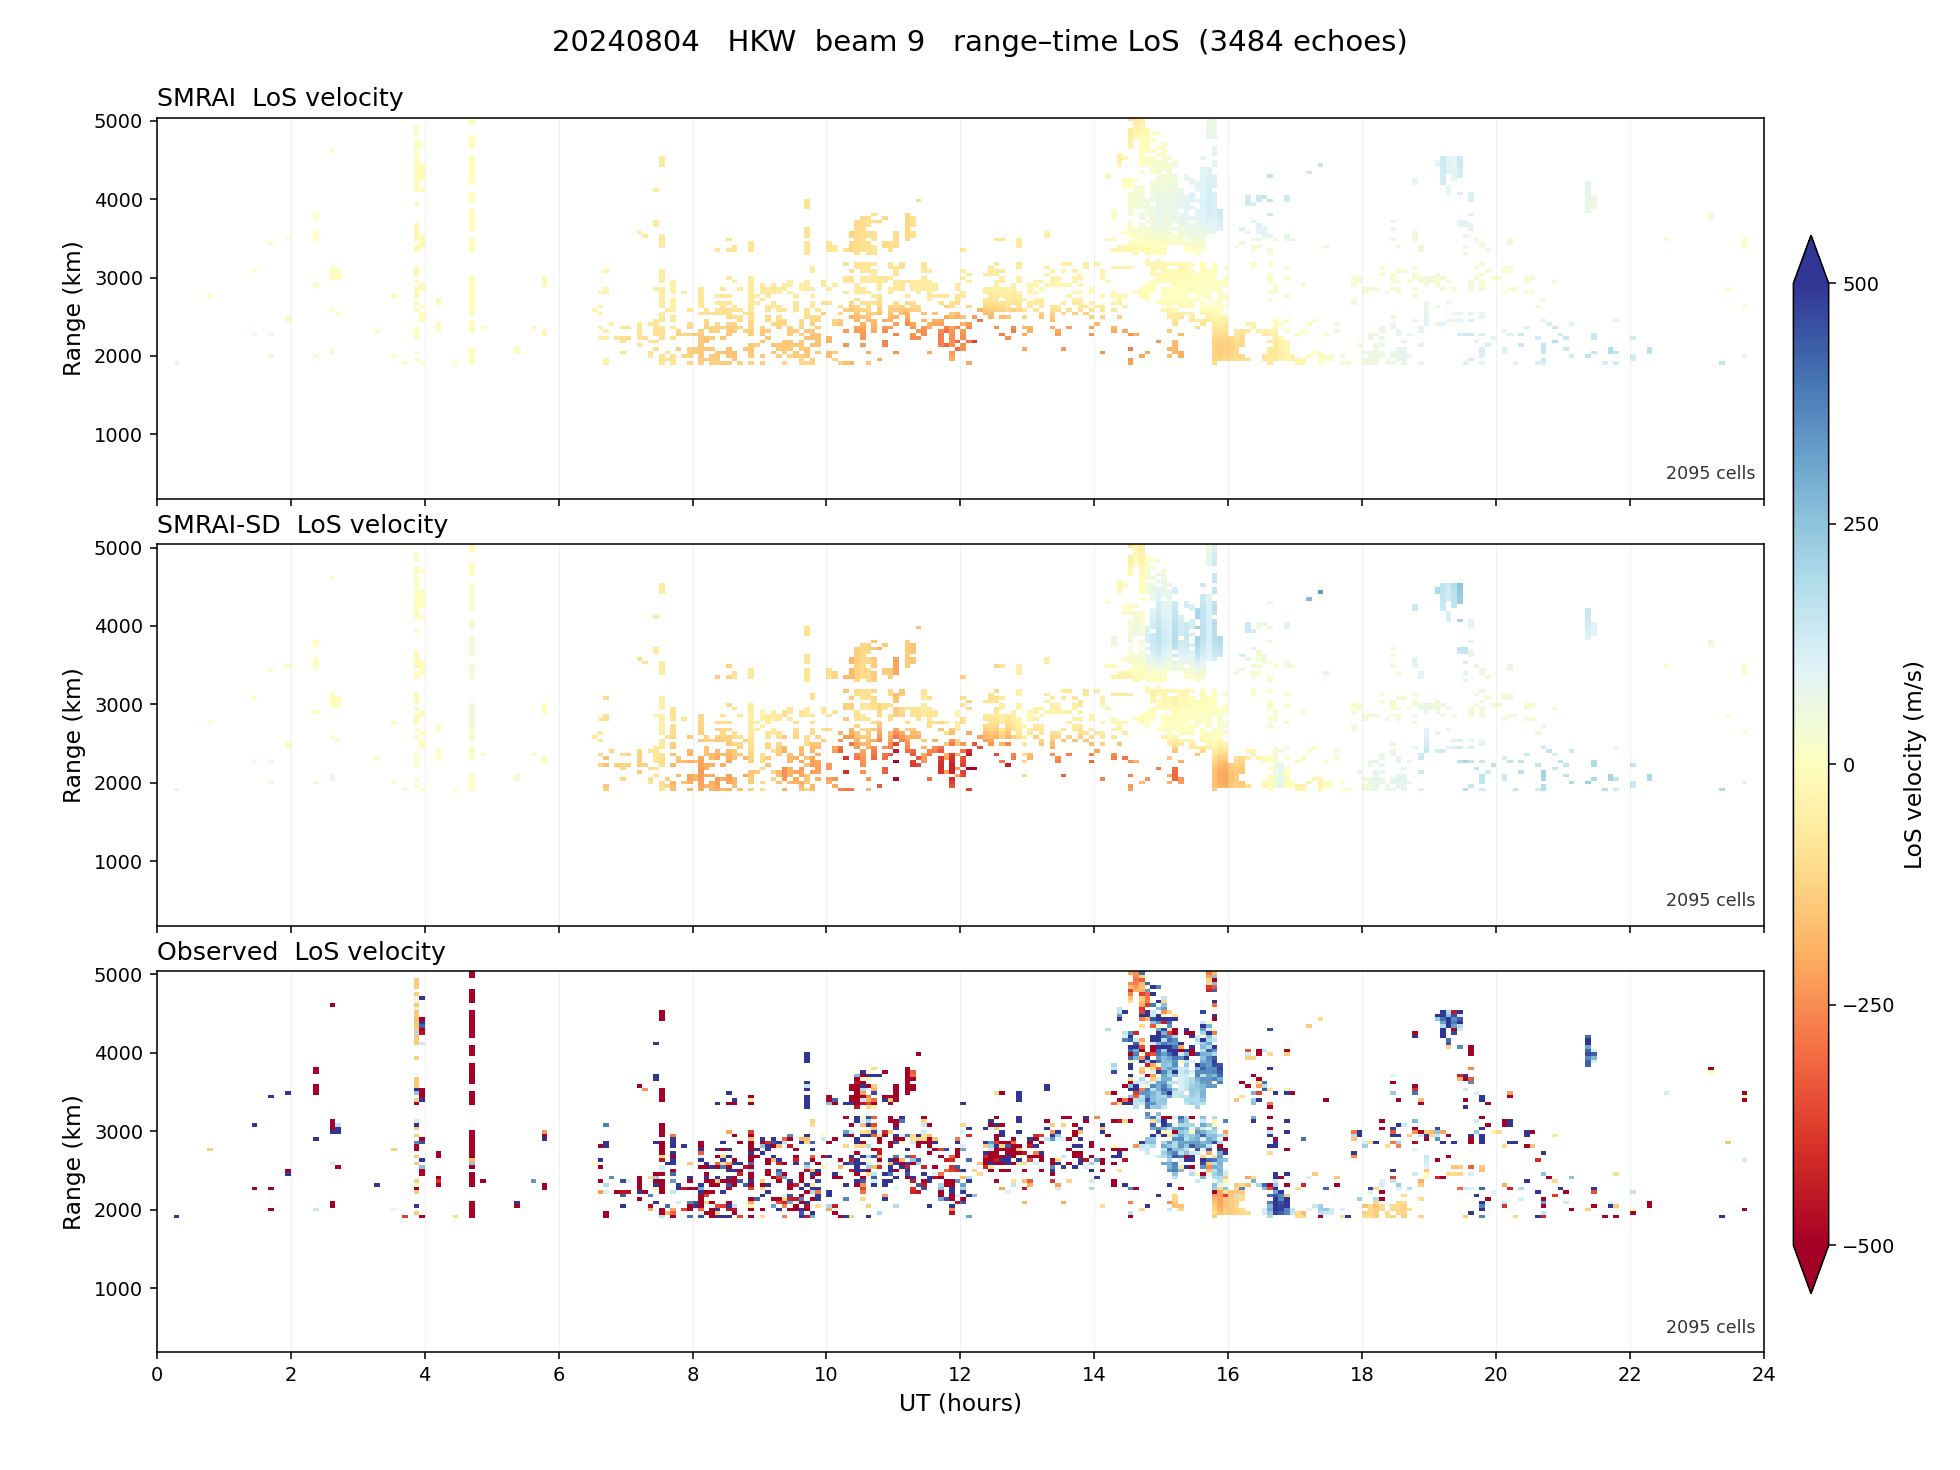 20240804   HKW  beam 9   range–time LoS  (3484 echoes)
SMRAI  LoS velocity
5000
4000
3000
2000
1000
Range (km)
2095 cells
SMRAI-SD  LoS velocity
5000
4000
3000
2000
1000
Range (km)
2095 cells
Observed  LoS velocity
5000
4000
3000
2000
1000
Range (km)
2095 cells
0 2 4 6 8 10 12 14 16 18 20 22 24
UT (hours)
500
250
0
−250
−500
LoS velocity (m/s)